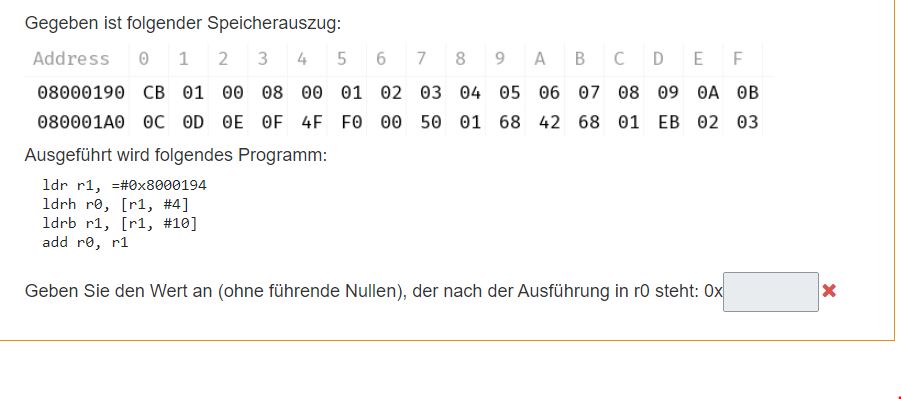 Gegeben ist folgender Speicherauszug:
Address 0 1 2 3 4 5 6 7 8 9 A B C D E F
08000190 CB 01 00 08 00 01 02 03 04 05 06 07 08 09 0A 0B
080001A0 0C 0D 0E 0F 4F F0 00 50 01 68 42 68 01 EB 02 03
Ausgeführt wird folgendes Programm:
ldr r1, =#0x8000194
ldrh r0, [r1, #4]
ldrb r1, [r1, #10]
add r0, r1
Geben Sie den Wert an (ohne führende Nullen), der nach der Ausführung in r0 steht: 0x